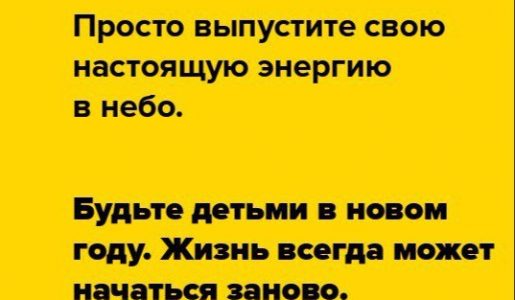 Просто выпустите свою
настоящую энергию
в небо.
Будьте детьми в новом
году. Жизнь всегда может
начаться заново.